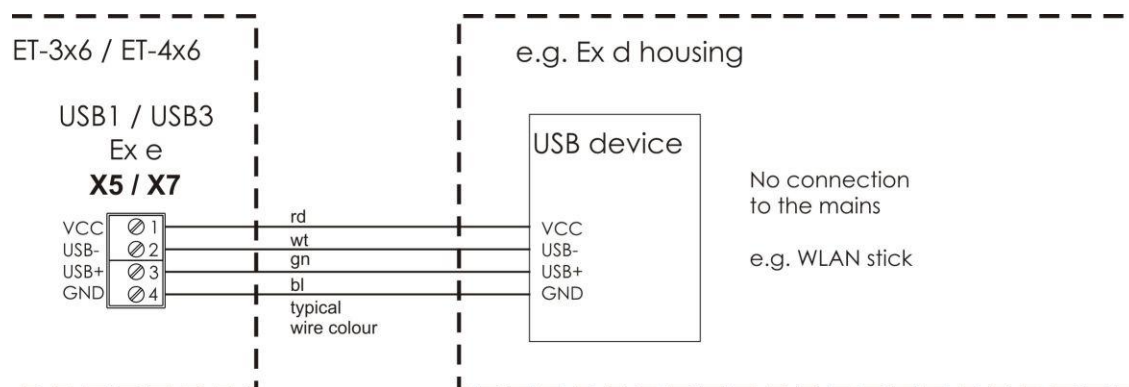 ET-3x6 / ET-4x6
e.g. Ex d housing
USB1 / USB3
Ex e
X5 / X7
USB device
No connection
to the mains
e.g. WLAN stick
VCC 1 rd VCC
USB- 2 wt USB-
USB+ 3 gn USB+
GND 4 bl GND
typical
wire colour